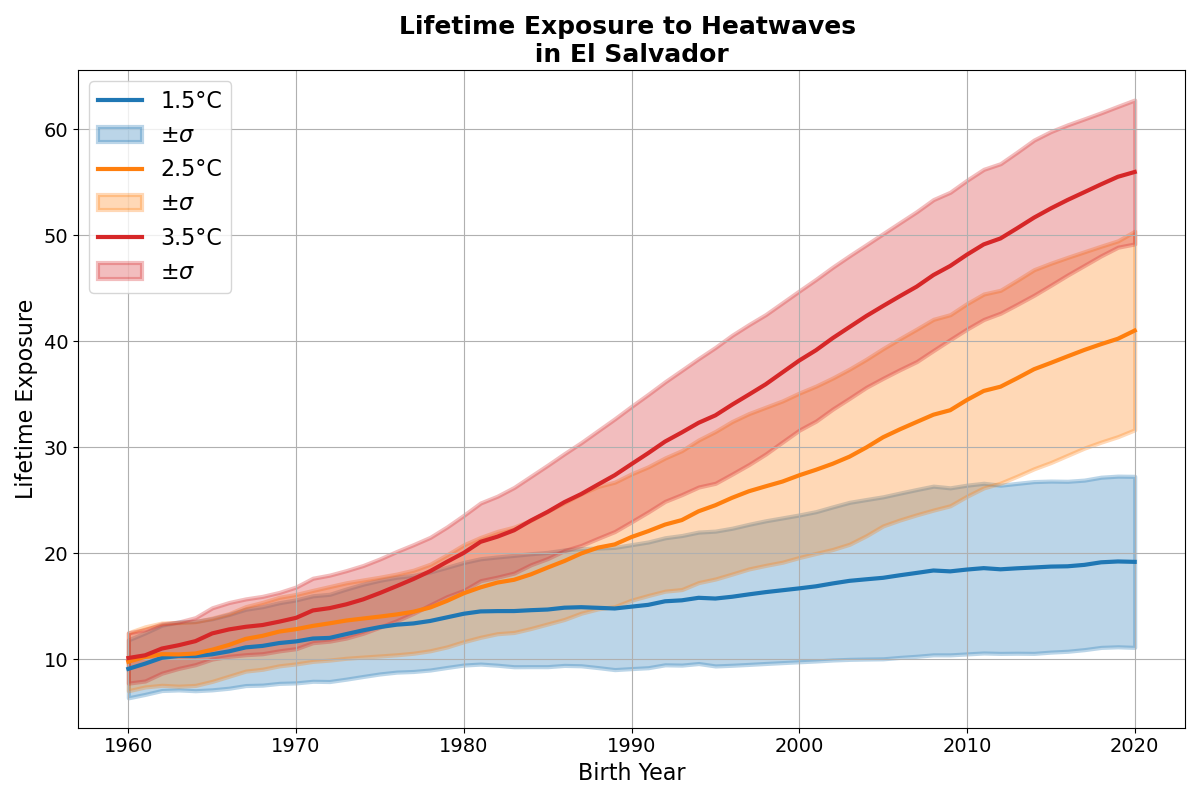 Lifetime Exposure to Heatwaves
in El Salvador
1.5°C
±σ
2.5°C
±σ
3.5°C
±σ
Lifetime Exposure
60
50
40
30
20
10
1960 1970 1980 1990 2000 2010 2020
Birth Year